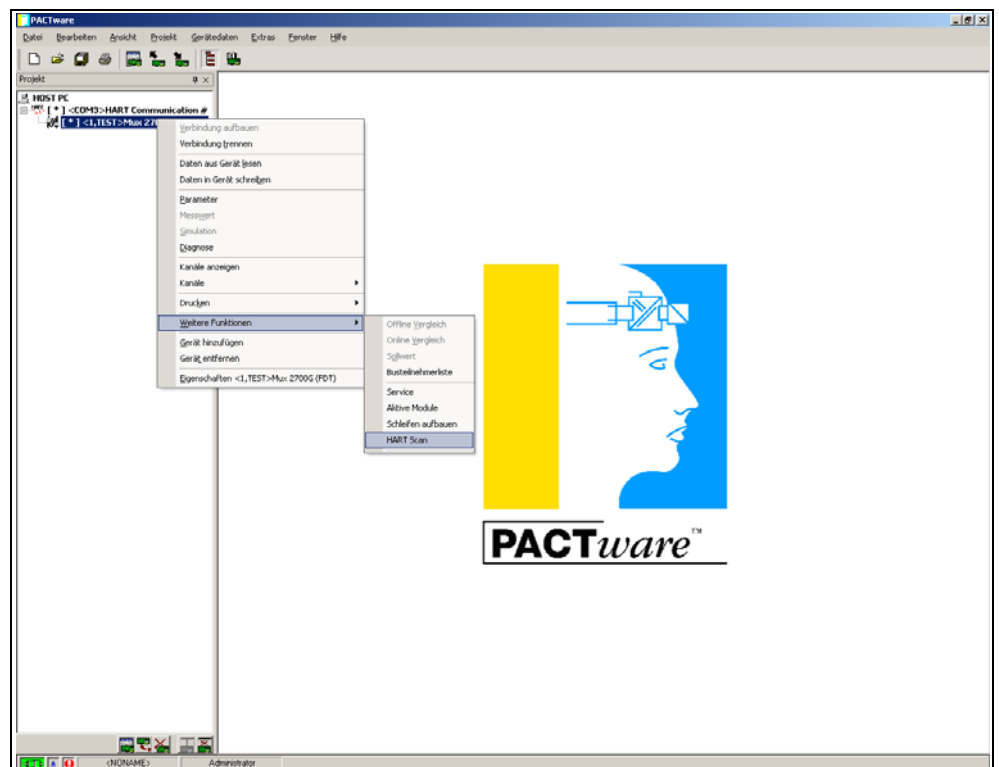 PACTware
Datei Bearbeiten Ansicht Projekt Gerätedaten Extras Fenster Hilfe
Projekt
HOST PC
[ * ] <COM3>HART Communication #
[ * ] <1,TEST>Mux 270
Verbindung aufbauen
Verbindung trennen
Daten aus Gerät lesen
Daten in Gerät schreiben
Parameter
Messwert
Simulation
Diagnose
Kanäle anzeigen
Kanäle
Drucken
Weitere Funktionen
Gerät hinzufügen
Gerät entfernen
Eigenschaften <1,TEST>Mux 2700G (FDT)
Offline Vergleich
Online Vergleich
Sollwert
Busteilnehmerliste
Service
Aktive Module
Schleifen aufbauen
HART Scan
PACTware™
<NONAME> Administrator